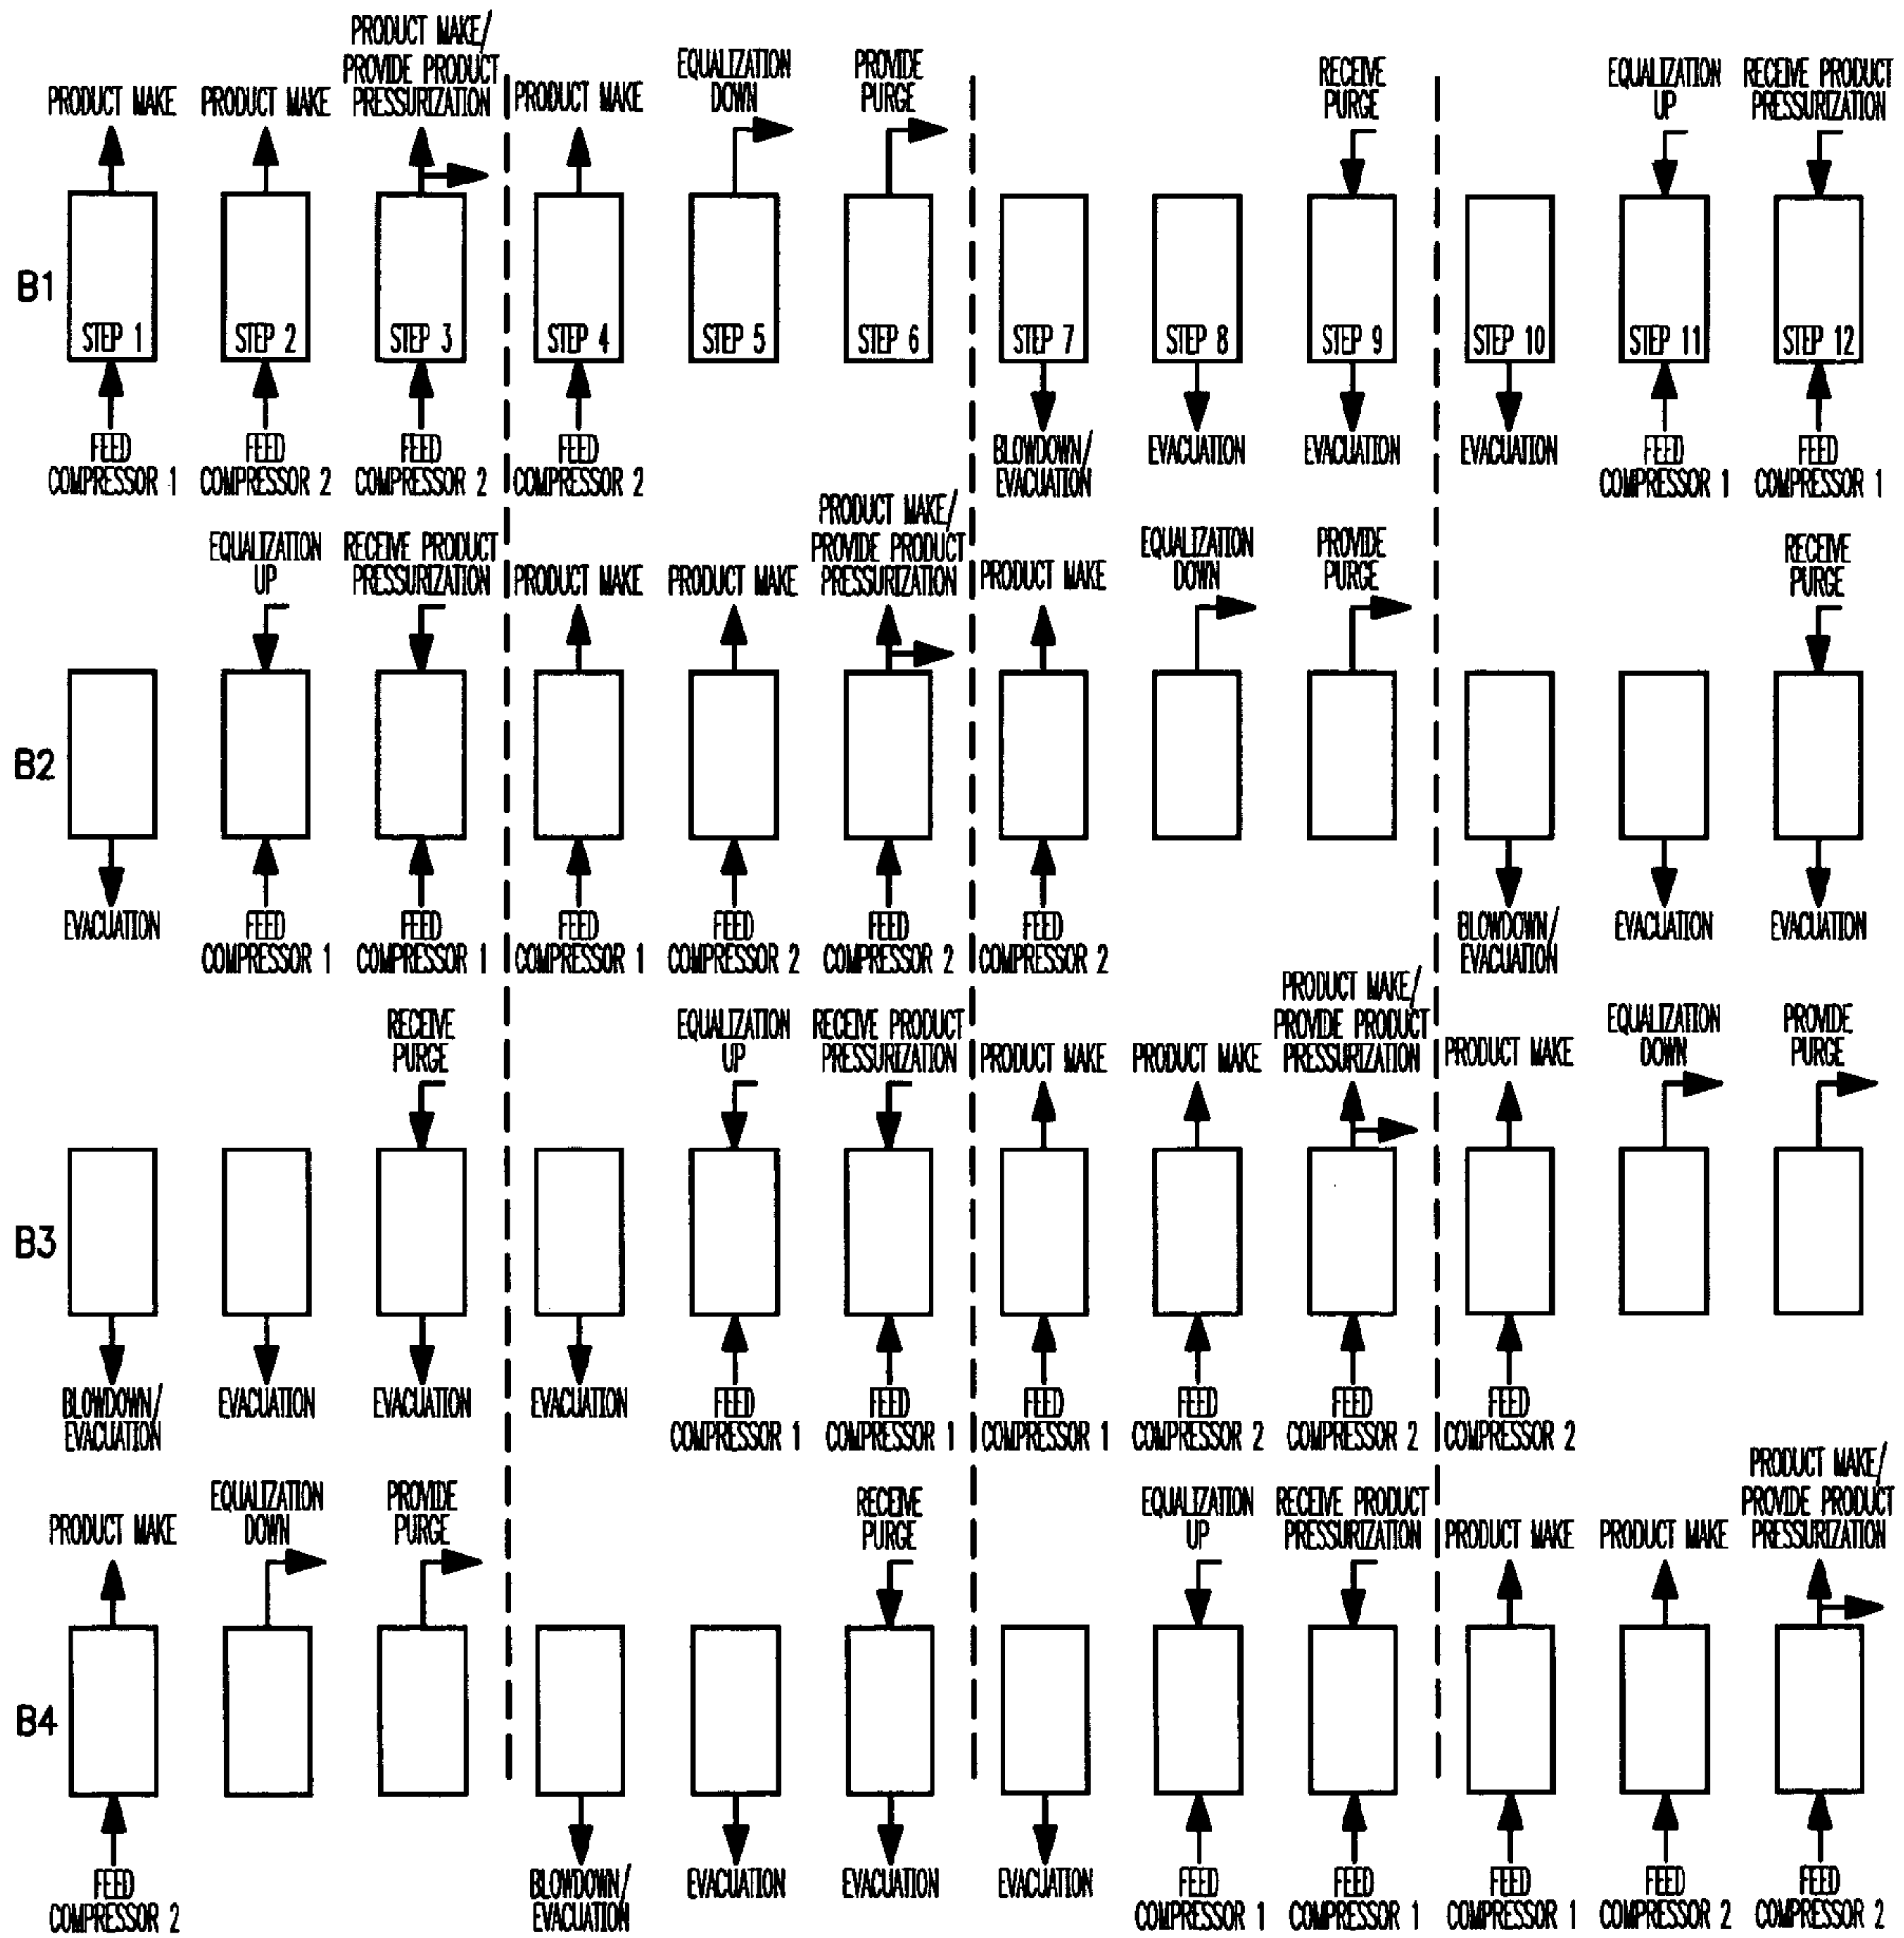 PRODUCT MAKE
PRODUCT MAKE
PRODUCT MAKE/
PROVIDE PRODUCT
PRESSURIZATION
PRODUCT MAKE
EQUALIZATION
DOWN
PROVIDE
PURGE
RECEIVE
PURGE
EQUALIZATION
UP
RECEIVE PRODUCT
PRESSURIZATION
B1
STEP 1
STEP 2
STEP 3
STEP 4
STEP 5
STEP 6
STEP 7
STEP 8
STEP 9
STEP 10
STEP 11
STEP 12
FEED
COMPRESSOR 1
FEED
COMPRESSOR 2
FEED
COMPRESSOR 2
FEED
COMPRESSOR 2
BLOWDOWN/
EVACUATION
EVACUATION
EVACUATION
EVACUATION
FEED
COMPRESSOR 1
FEED
COMPRESSOR 1
EQUALIZATION
UP
RECEIVE PRODUCT
PRESSURIZATION
PRODUCT MAKE
PRODUCT MAKE
PRODUCT MAKE/
PROVIDE PRODUCT
PRESSURIZATION
PRODUCT MAKE
EQUALIZATION
DOWN
PROVIDE
PURGE
RECEIVE
PURGE
B2
EVACUATION
FEED
COMPRESSOR 1
FEED
COMPRESSOR 1
FEED
COMPRESSOR 1
FEED
COMPRESSOR 2
FEED
COMPRESSOR 2
FEED
COMPRESSOR 2
BLOWDOWN/
EVACUATION
EVACUATION
EVACUATION
RECEIVE
PURGE
EQUALIZATION
UP
RECEIVE PRODUCT
PRESSURIZATION
PRODUCT MAKE
PRODUCT MAKE
PRODUCT MAKE/
PROVIDE PRODUCT
PRESSURIZATION
PRODUCT MAKE
EQUALIZATION
DOWN
PROVIDE
PURGE
B3
BLOWDOWN/
EVACUATION
EVACUATION
EVACUATION
EVACUATION
FEED
COMPRESSOR 1
FEED
COMPRESSOR 1
FEED
COMPRESSOR 1
FEED
COMPRESSOR 2
FEED
COMPRESSOR 2
FEED
COMPRESSOR 2
PRODUCT MAKE
EQUALIZATION
DOWN
PROVIDE
PURGE
RECEIVE
PURGE
EQUALIZATION
UP
RECEIVE PRODUCT
PRESSURIZATION
PRODUCT MAKE
PRODUCT MAKE
PRODUCT MAKE/
PROVIDE PRODUCT
PRESSURIZATION
B4
FEED
COMPRESSOR 2
BLOWDOWN/
EVACUATION
EVACUATION
EVACUATION
EVACUATION
FEED
COMPRESSOR 1
FEED
COMPRESSOR 1
FEED
COMPRESSOR 1
FEED
COMPRESSOR 2
FEED
COMPRESSOR 2